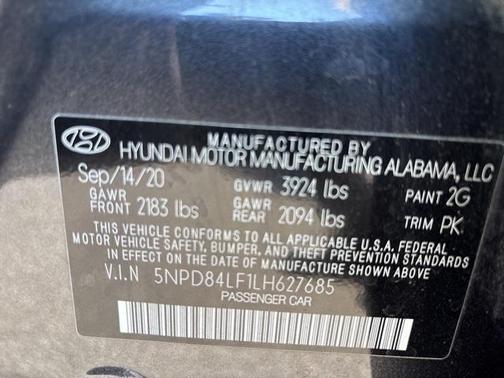 MANUFACTURED BY
HYUNDAI MOTOR MANUFACTURING ALABAMA, LLC
Sep/14/20 GVWR 3924 lbs PAINT 2G
GAWR FRONT 2183 lbs GAWR REAR 2094 lbs TRIM PK
THIS VEHICLE CONFORMS TO ALL APPLICABLE U.S.A. FEDERAL
MOTOR VEHICLE SAFETY, BUMPER, AND THEFT PREVENTION STANDARDS
IN EFFECT ON THE DATE OF MANUFACTURE SHOWN ABOVE.
V.I.N 5NPD84LF1LH627685
PASSENGER CAR